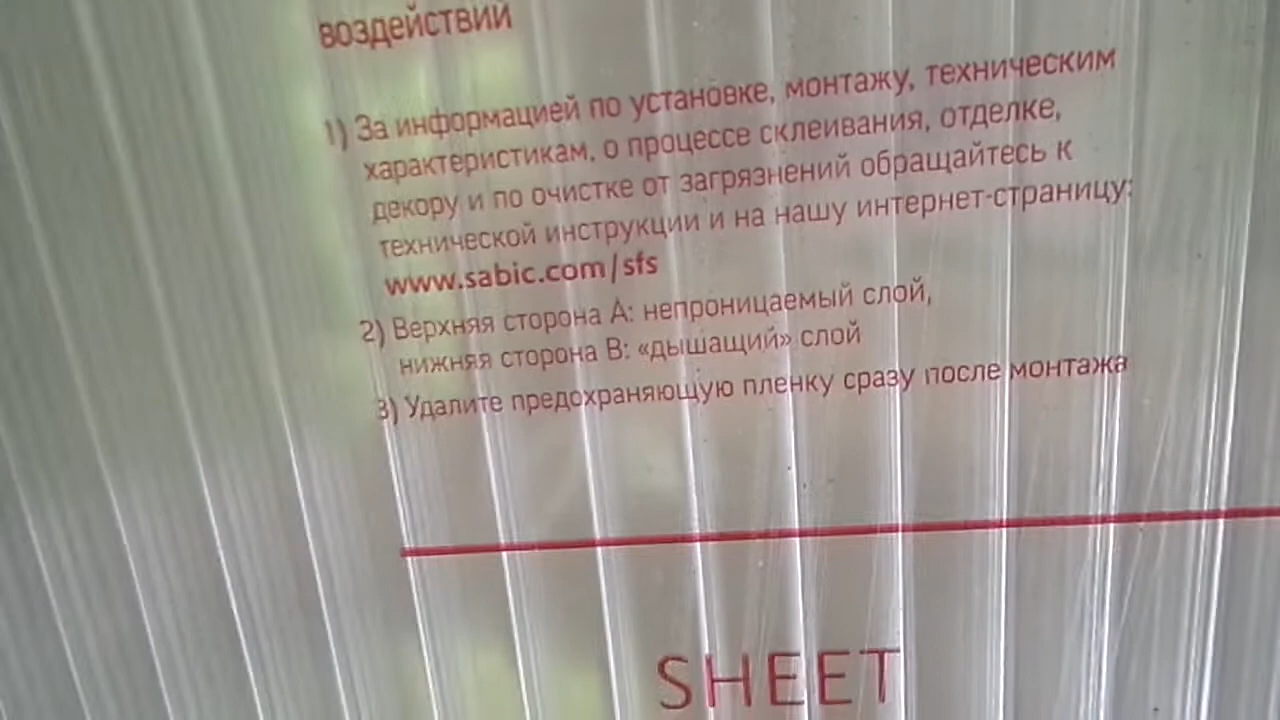 воздействий
1) За информацией по установке, монтажу, техническим
характеристикам, о процессе склеивания, отделке,
декору и по очистке от загрязнений обращайтесь к
технической инструкции и на нашу интернет-страницу:
www.sabic.com/sfs
2) Верхняя сторона А: непроницаемый слой,
нижняя сторона В: «дышащий» слой
3) Удалите предохраняющую пленку сразу после монтажа
SHEET